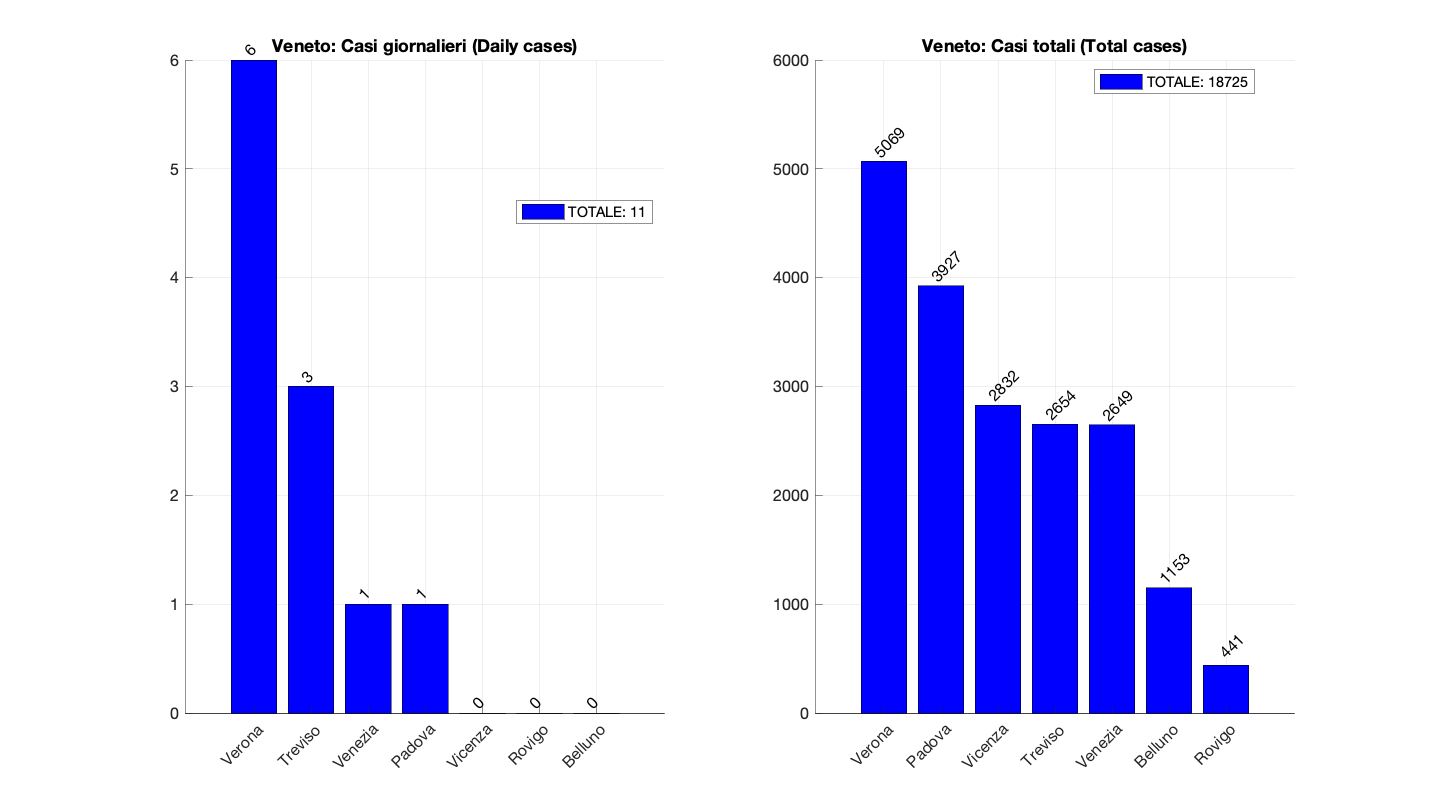 Veneto: Casi giornalieri (Daily cases)
6
5
4
3
2
1
0
6
3
1
1
0
0
0
TOTALE: 11
Verona
Treviso
Venezia
Padova
Vicenza
Rovigo
Belluno
Veneto: Casi totali (Total cases)
6000
5000
4000
3000
2000
1000
0
TOTALE: 18725
5069
3927
2832
2654
2649
1153
441
Verona
Padova
Vicenza
Treviso
Venezia
Belluno
Rovigo